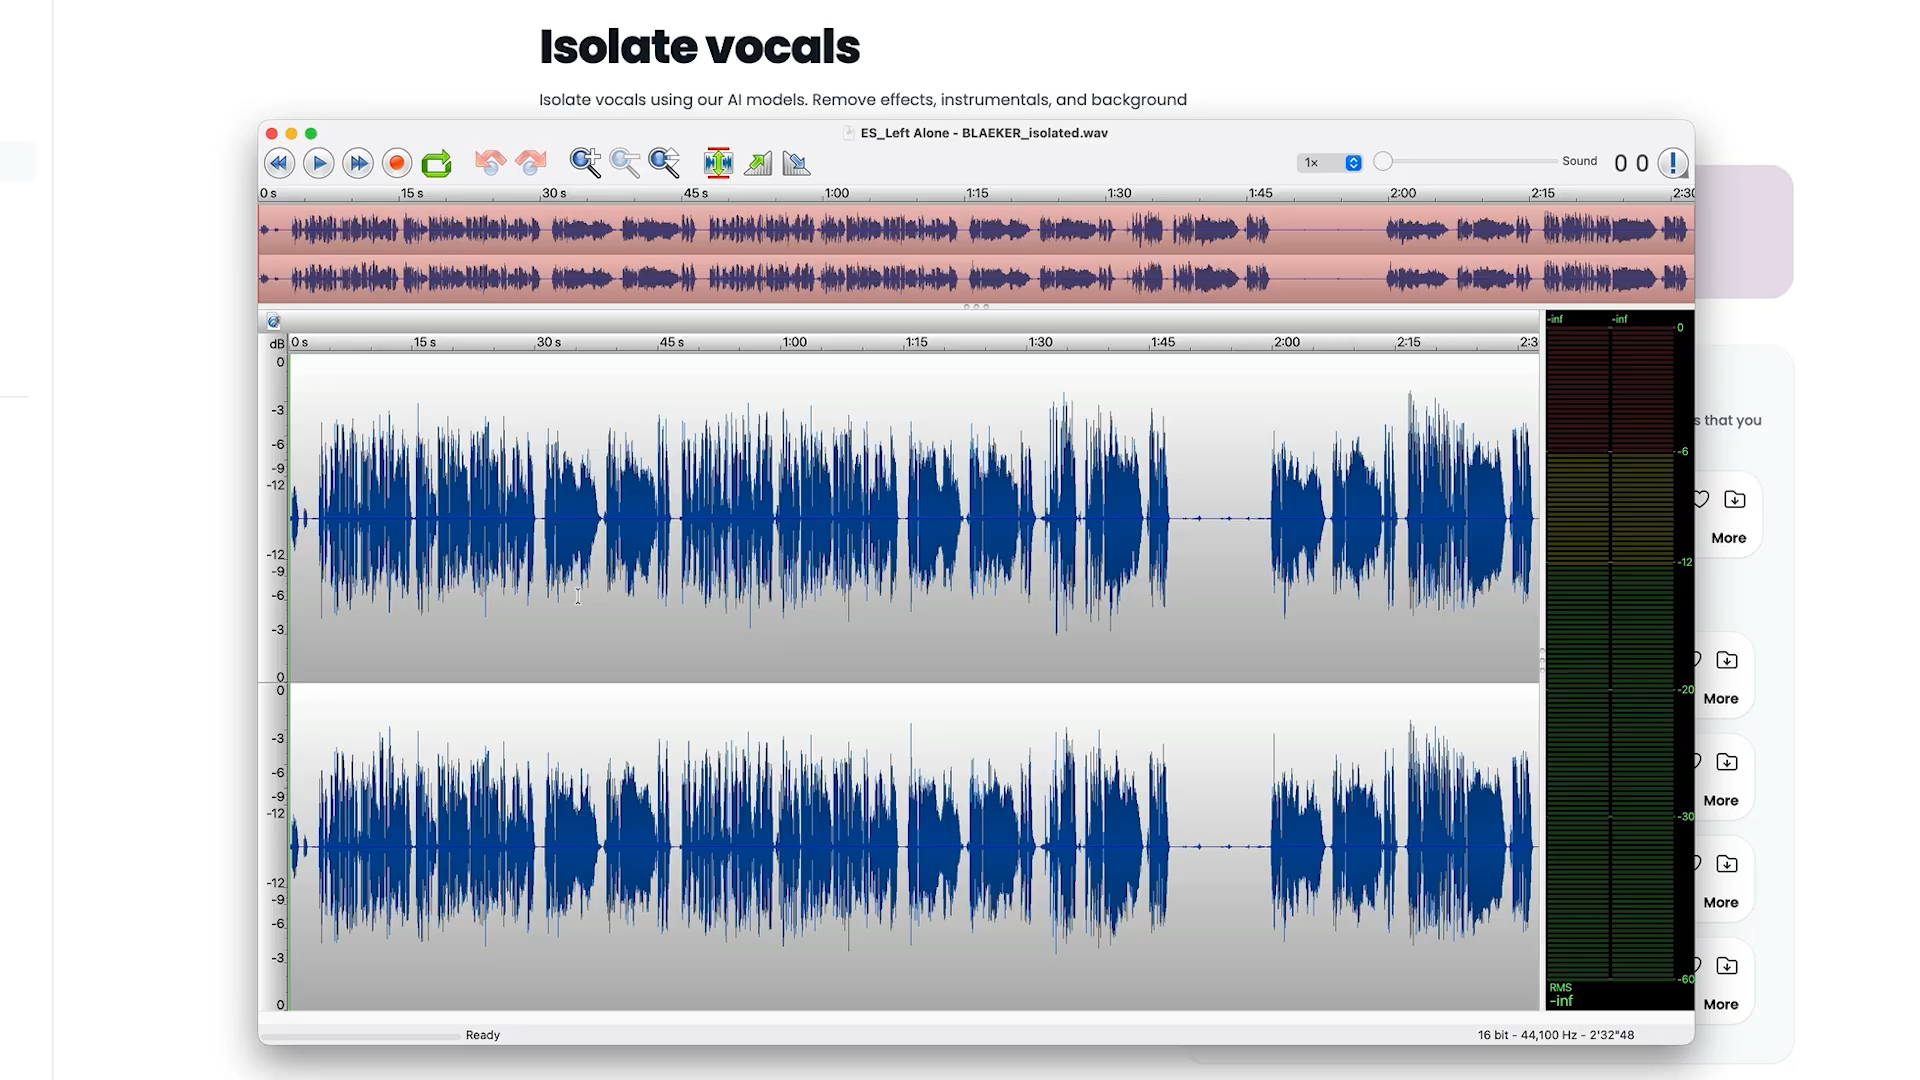 Isolate vocals
Isolate vocals using our AI models. Remove effects, instrumentals, and background
ES_Left Alone - BLAEKER_isolated.wav
1× Sound 0 0
0 s 15 s 30 s 45 s 1:00 1:15 1:30 1:45 2:00 2:15 2:30
-inf -inf
0
dB 0 s 15 s 30 s 45 s 1:00 1:15 1:30 1:45 2:00 2:15 2:3
0
-3
-6
-9
-12
-12
-9
-6
-3
0
0
-3
-6
-9
-12
-12
-9
-6
-3
0
-6
-12
-20
-30
-60
RMS
-inf
s that you
More
More
More
More
More
Ready
16 bit - 44,100 Hz - 2'32"48